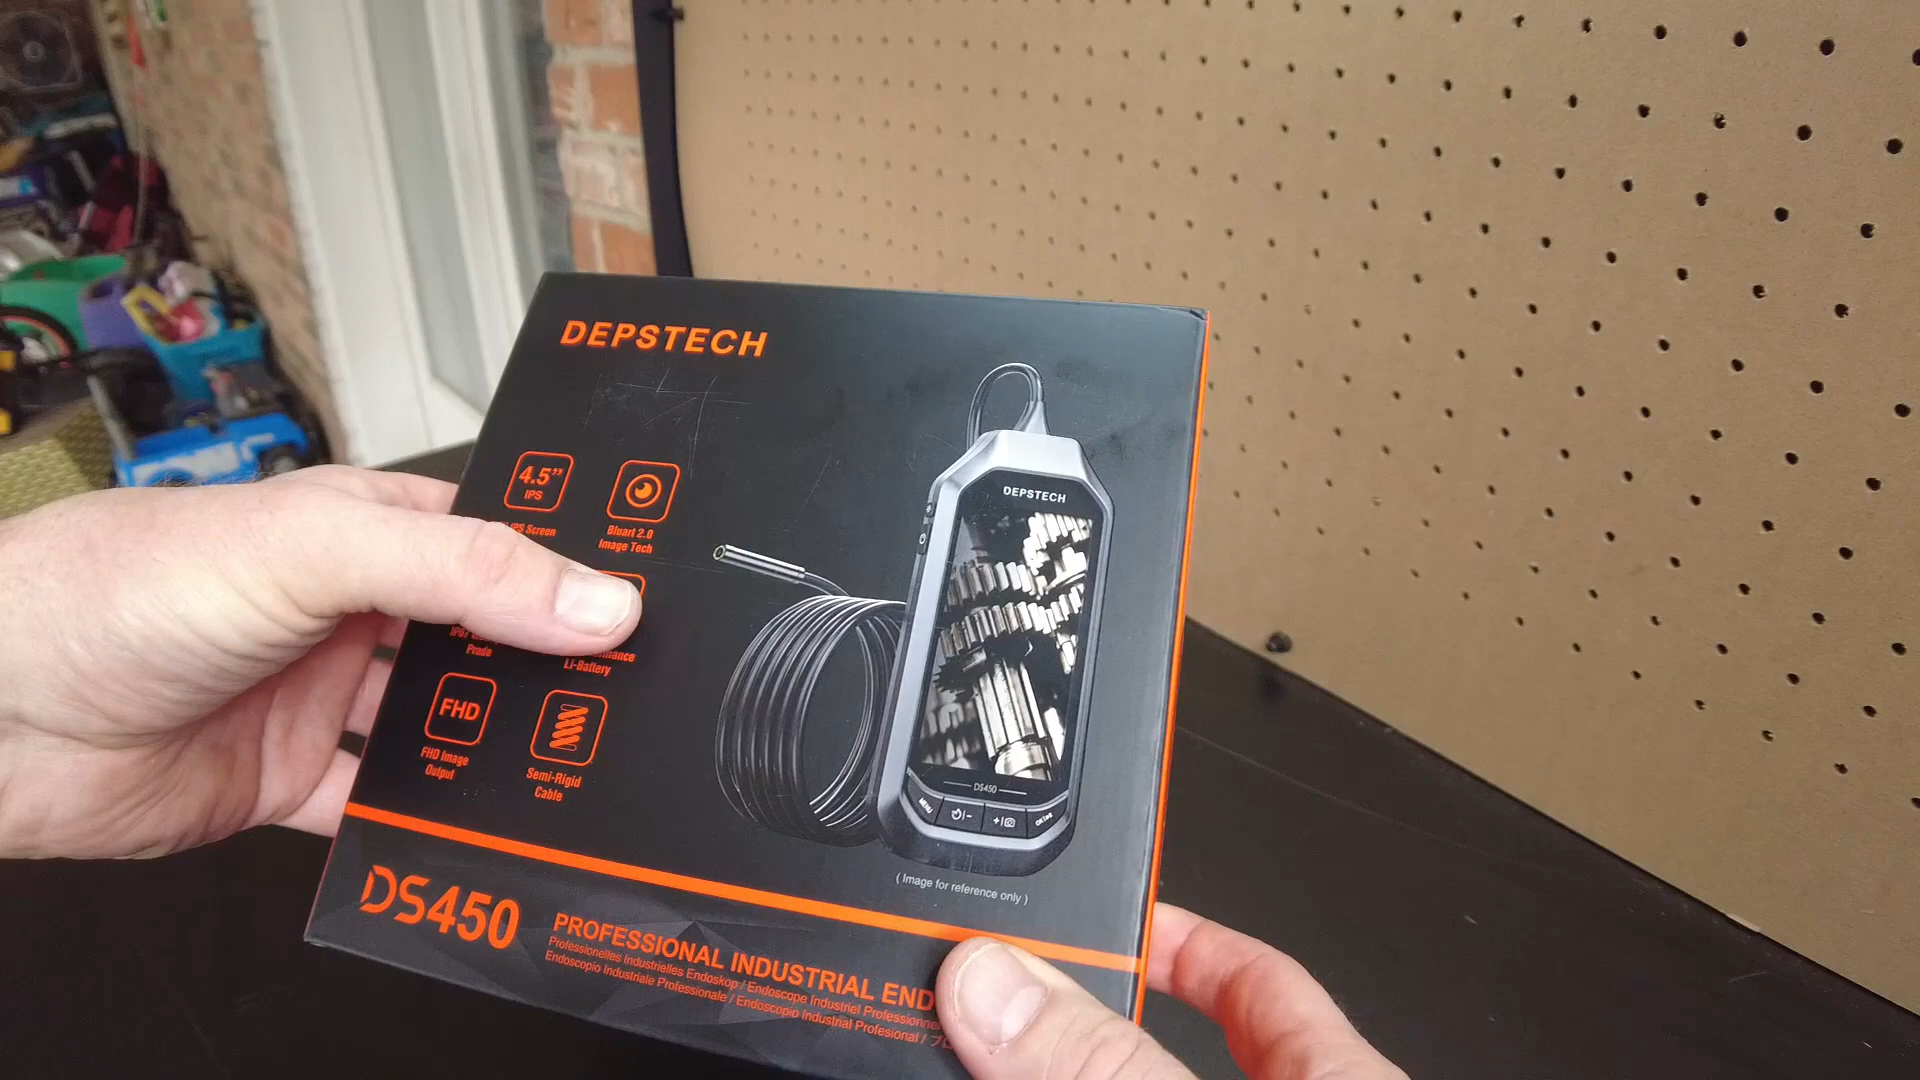 DEPSTECH
4.5"
IPS
IPS Screen
Bluart 2.0
Image Tech
IP67
Probe
Li-Battery
FHD
FHD Image
Output
Semi-Rigid
Cable
DEPSTECH
DS450
MENU
OK
( Image for reference only )
DS450
PROFESSIONAL INDUSTRIAL
Professionelles Industrielles Endoskop / Endoscope Industriel
Endoscopio Industriale Professionale / Endoscopio Industrial Profesional /